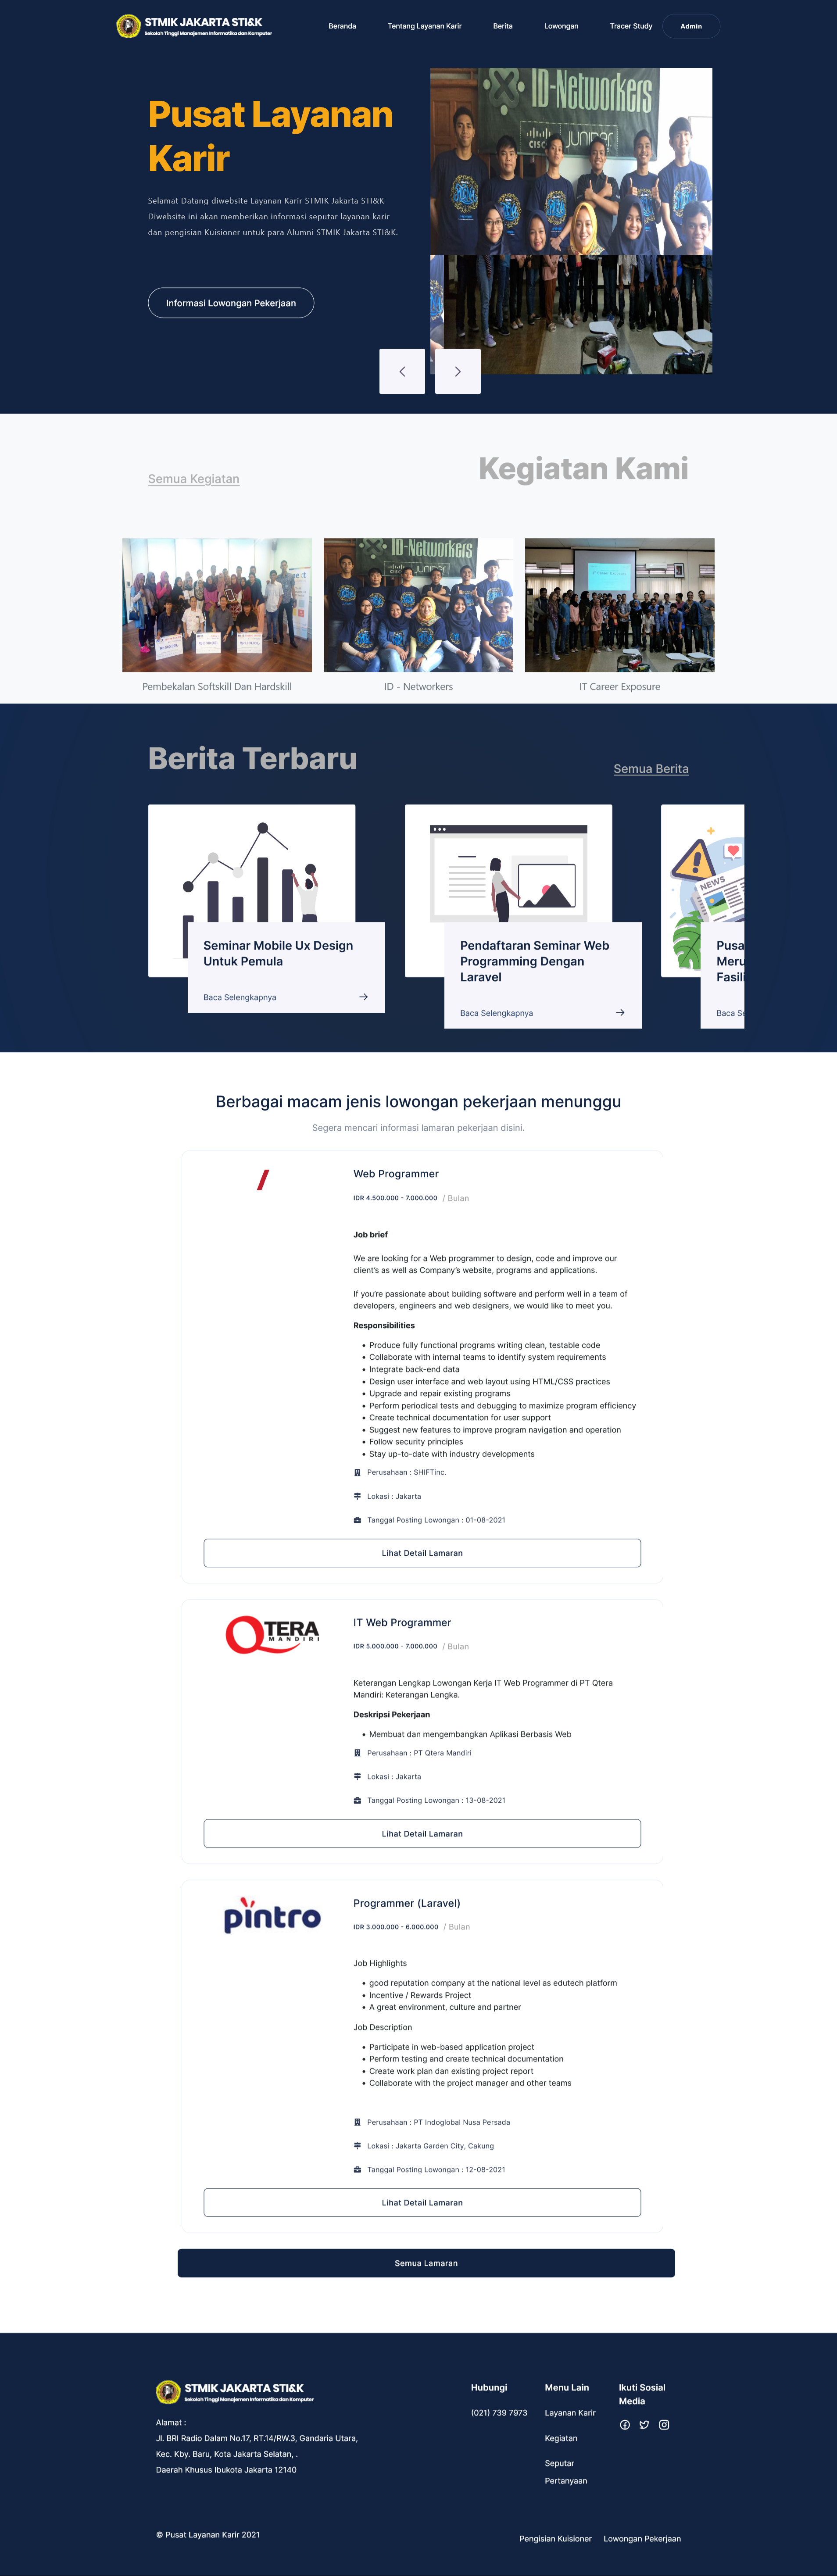 STMIK JAKARTA STI&K
Sekolah Tinggi Manajemen Informatika dan Komputer
Beranda
Tentang Layanan Karir
Berita
Lowongan
Tracer Study
Admin
Pusat Layanan
Karir
Selamat Datang diwebsite Layanan Karir STMIK Jakarta STI&K
Diwebsite ini akan memberikan informasi seputar layanan karir
dan pengisian Kuisioner untuk para Alumni STMIK Jakarta STI&K.
Informasi Lowongan Pekerjaan
ID-Networkers
CISCO
JUNIPER
Semua Kegiatan
Kegiatan Kami
ID-Networkers
Pembekalan Softskill Dan Hardskill
ID - Networkers
IT Career Exposure
Berita Terbaru
Semua Berita
NEWS
Seminar Mobile Ux Design
Untuk Pemula
Baca Selengkapnya
Pendaftaran Seminar Web
Programming Dengan
Laravel
Baca Selengkapnya
Pusa
Meru
Fasili
Baca Se
Berbagai macam jenis lowongan pekerjaan menunggu
Segera mencari informasi lamaran pekerjaan disini.
Web Programmer
IDR 4.500.000 - 7.000.000 / Bulan
Job brief
We are looking for a Web programmer to design, code and improve our
client's as well as Company's website, programs and applications.
If you're passionate about building software and perform well in a team of
developers, engineers and web designers, we would like to meet you.
Responsibilities
• Produce fully functional programs writing clean, testable code
• Collaborate with internal teams to identify system requirements
• Integrate back-end data
• Design user interface and web layout using HTML/CSS practices
• Upgrade and repair existing programs
• Perform periodical tests and debugging to maximize program efficiency
• Create technical documentation for user support
• Suggest new features to improve program navigation and operation
• Follow security principles
• Stay up-to-date with industry developments
Perusahaan : SHIFTinc.
Lokasi : Jakarta
Tanggal Posting Lowongan : 01-08-2021
Lihat Detail Lamaran
QTERA
MANDIRI
IT Web Programmer
IDR 5.000.000 - 7.000.000 / Bulan
Keterangan Lengkap Lowongan Kerja IT Web Programmer di PT Qtera
Mandiri: Keterangan Lengka.
Deskripsi Pekerjaan
• Membuat dan mengembangkan Aplikasi Berbasis Web
Perusahaan : PT Qtera Mandiri
Lokasi : Jakarta
Tanggal Posting Lowongan : 13-08-2021
Lihat Detail Lamaran
pintro
Programmer (Laravel)
IDR 3.000.000 - 6.000.000 / Bulan
Job Highlights
• good reputation company at the national level as edutech platform
• Incentive / Rewards Project
• A great environment, culture and partner
Job Description
• Participate in web-based application project
• Perform testing and create technical documentation
• Create work plan dan existing project report
• Collaborate with the project manager and other teams
Perusahaan : PT Indoglobal Nusa Persada
Lokasi : Jakarta Garden City, Cakung
Tanggal Posting Lowongan : 12-08-2021
Lihat Detail Lamaran
Semua Lamaran
STMIK JAKARTA STI&K
Sekolah Tinggi Manajemen Informatika dan Komputer
Alamat :
Jl. BRI Radio Dalam No.17, RT.14/RW.3, Gandaria Utara,
Kec. Kby. Baru, Kota Jakarta Selatan, .
Daerah Khusus Ibukota Jakarta 12140
Hubungi
(021) 739 7973
Menu Lain
Layanan Karir
Kegiatan
Seputar
Pertanyaan
Ikuti Sosial
Media
© Pusat Layanan Karir 2021
Pengisian Kuisioner
Lowongan Pekerjaan